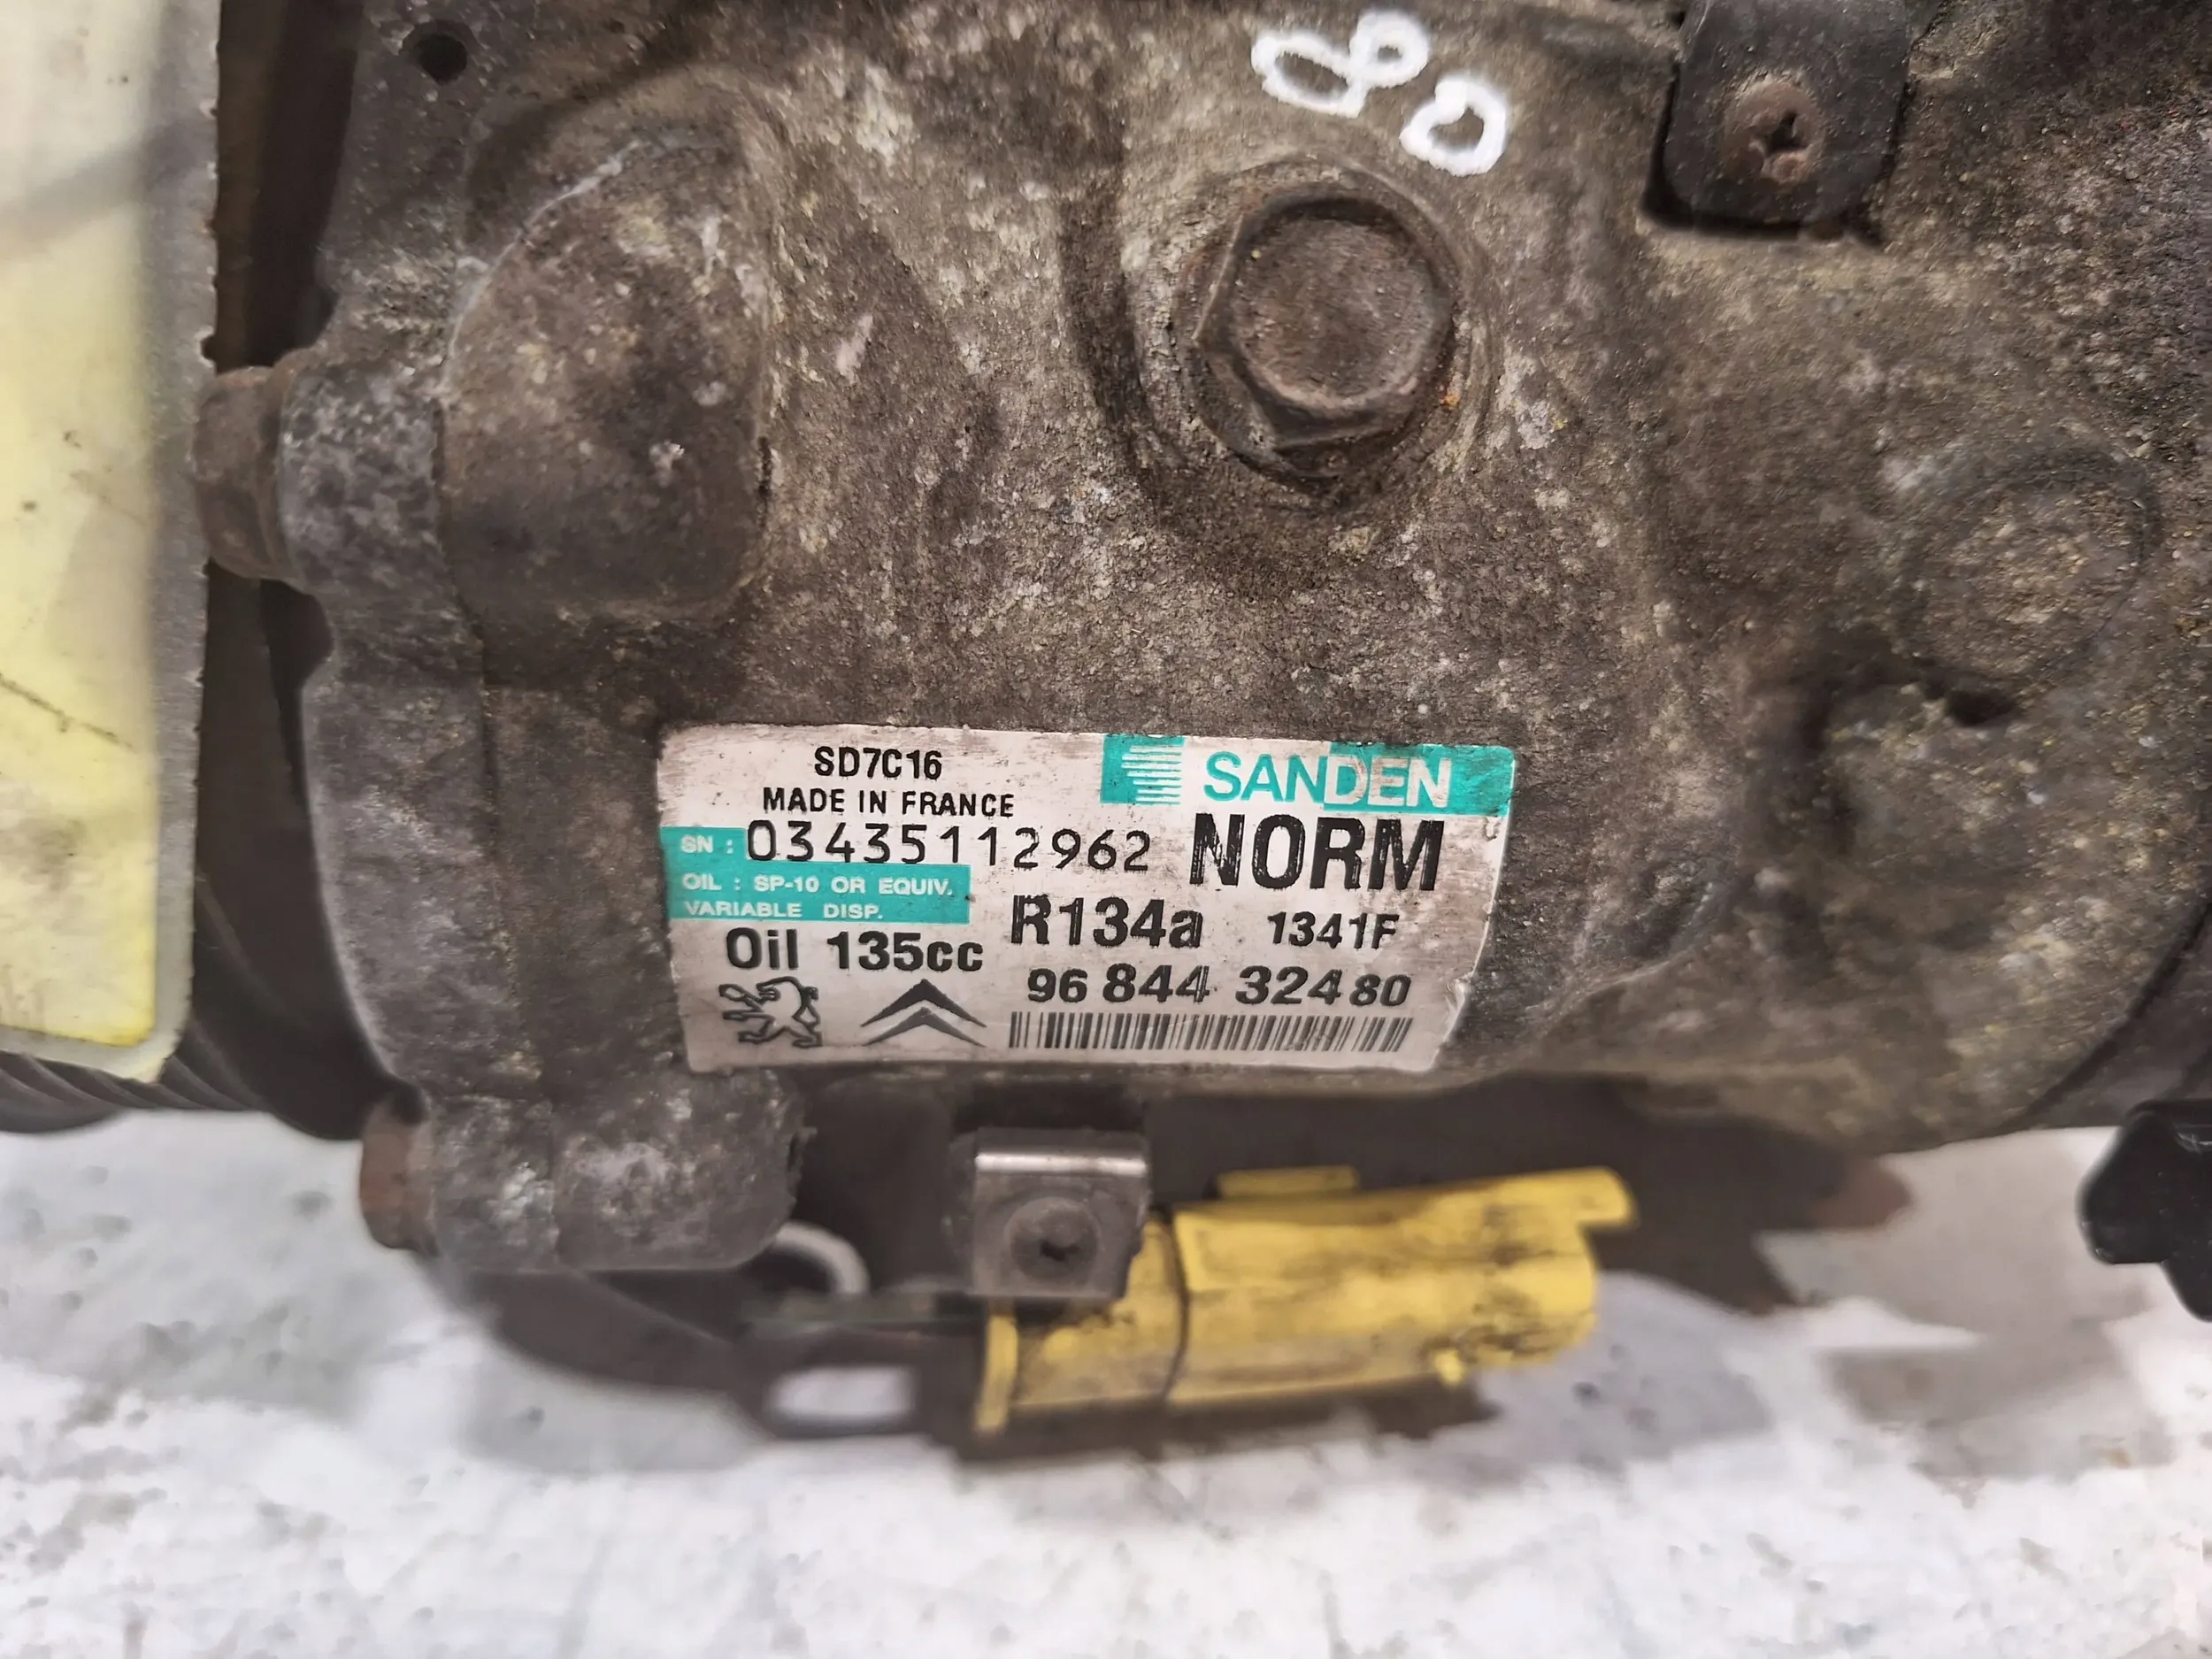 80
SD7C16
MADE IN FRANCE
SANDEN
SN : 03435112962
NORM
OIL : SP-10 OR EQUIV.
VARIABLE DISP.
R134a 1341F
Oil 135cc
96 844 324 80